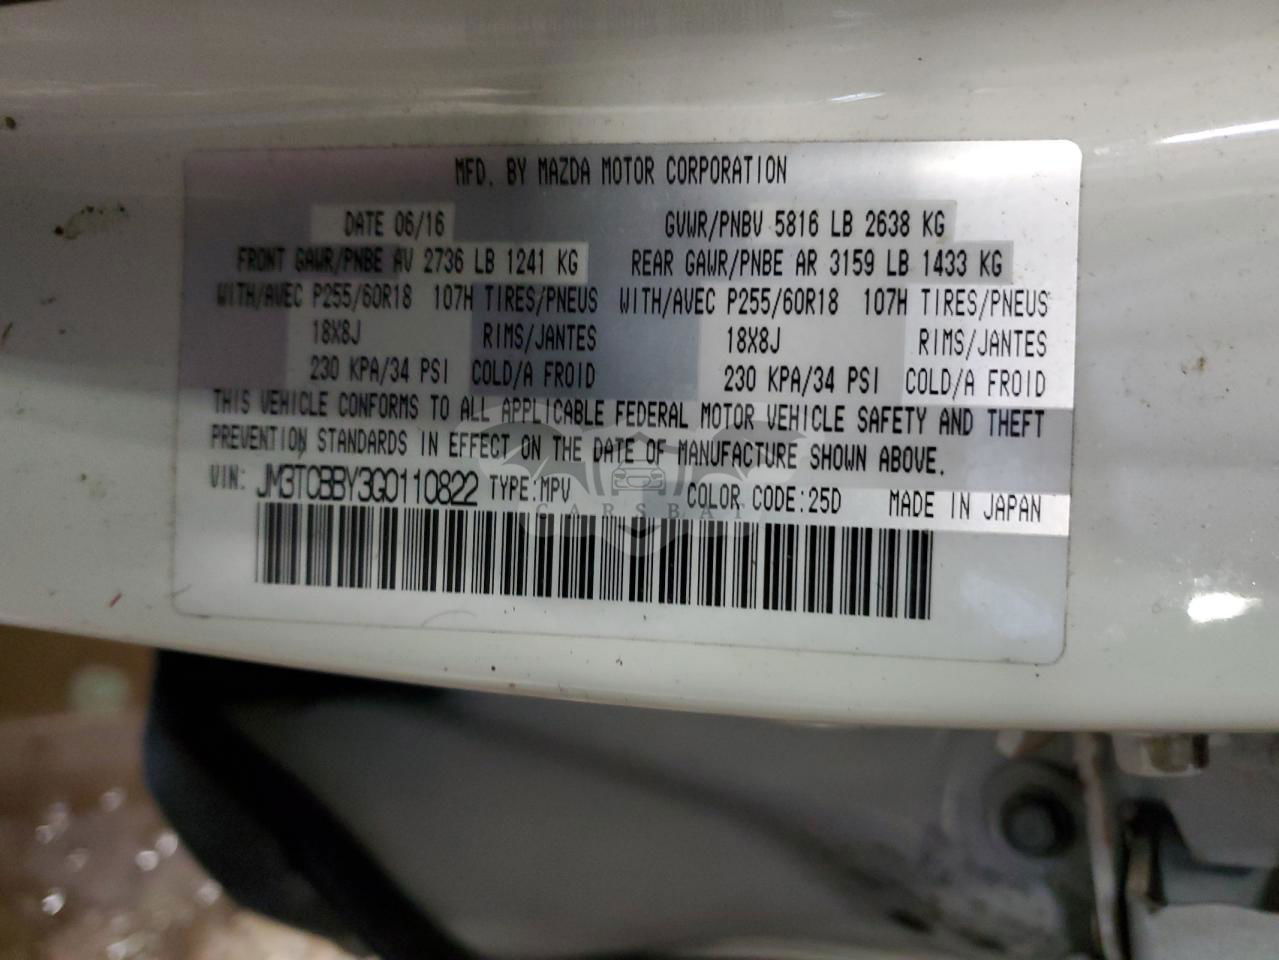 MFD. BY MAZDA MOTOR CORPORATION
DATE 06/16 GVWR/PNBV 5816 LB 2638 KG
FRONT GAWR/PNBE AV 2736 LB 1241 KG REAR GAWR/PNBE AR 3159 LB 1433 KG
WITH/AVEC P255/60R18 107H TIRES/PNEUS WITH/AVEC P255/60R18 107H TIRES/PNEUS
18X8J RIMS/JANTES 18X8J RIMS/JANTES
230 KPA/34 PSI COLD/A FROID 230 KPA/34 PSI COLD/A FROID
THIS VEHICLE CONFORMS TO ALL APPLICABLE FEDERAL MOTOR VEHICLE SAFETY AND THEFT
PREVENTION STANDARDS IN EFFECT ON THE DATE OF MANUFACTURE SHOWN ABOVE.
VIN: JM3TCBBY3G0110822 TYPE:MPV COLOR CODE:25D MADE IN JAPAN
CARSBAT